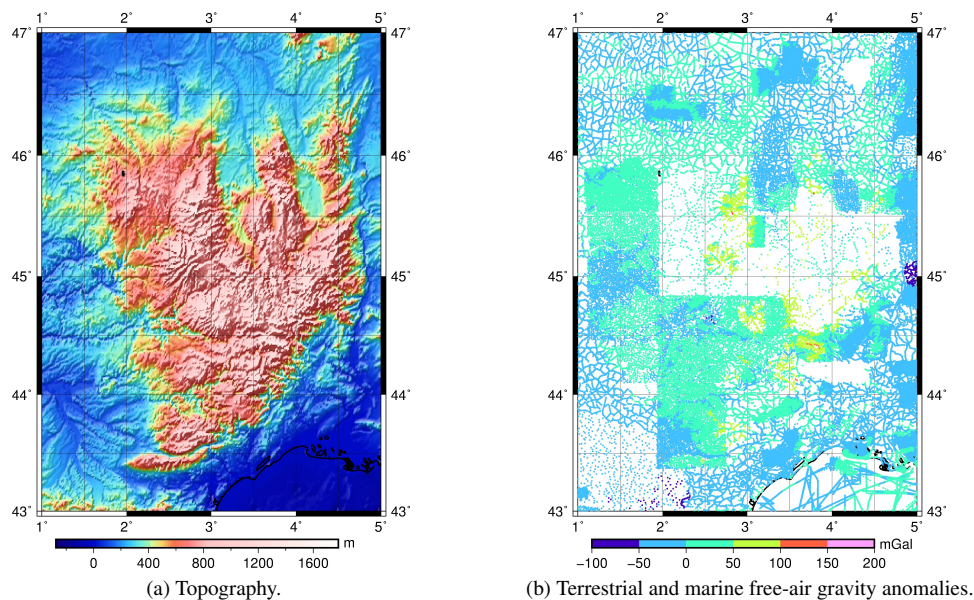 1˚ 2˚ 3˚ 4˚ 5˚
47˚ 47˚
46˚ 46˚
45˚ 45˚
44˚ 44˚
43˚ 43˚
1˚ 2˚ 3˚ 4˚ 5˚
m
0 400 800 1200 1600
(a) Topography.
1˚ 2˚ 3˚ 4˚ 5˚
47˚ 47˚
46˚ 46˚
45˚ 45˚
44˚ 44˚
43˚ 43˚
1˚ 2˚ 3˚ 4˚ 5˚
mGal
−100 −50 0 50 100 150 200
(b) Terrestrial and marine free-air gravity anomalies.